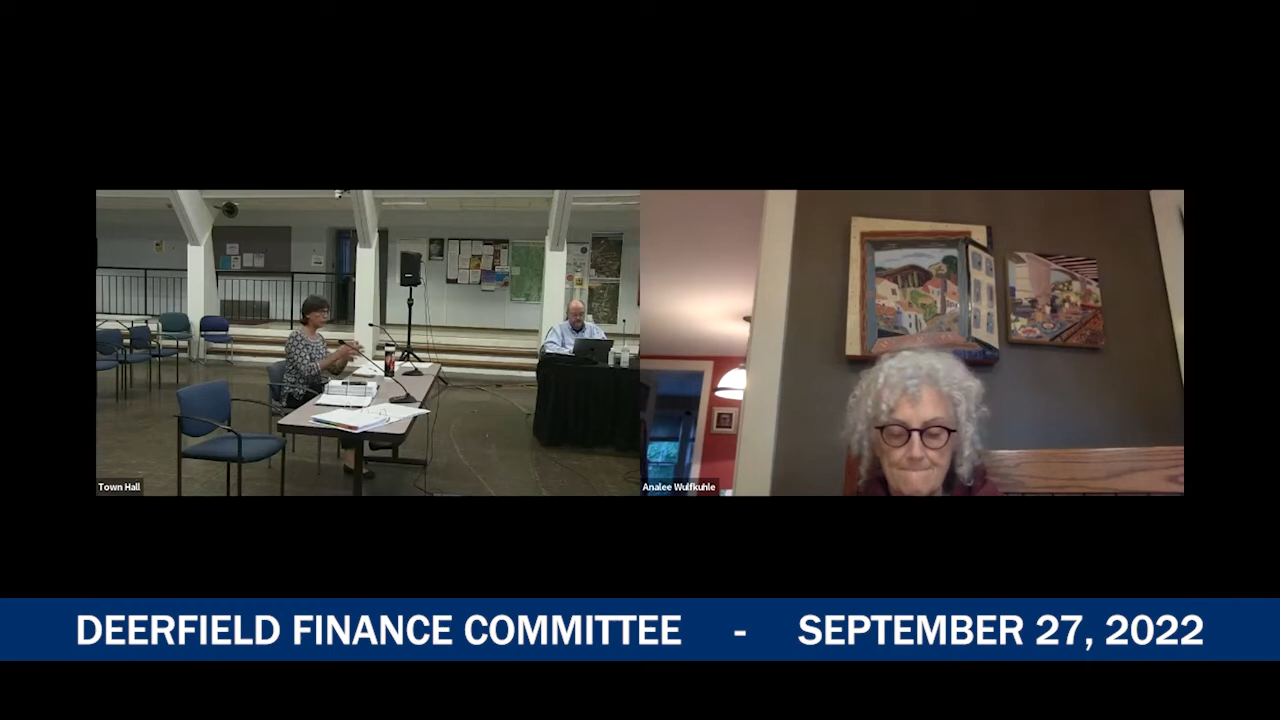 Town Hall
Analee Wulfkuhle
DEERFIELD FINANCE COMMITTEE - SEPTEMBER 27, 2022